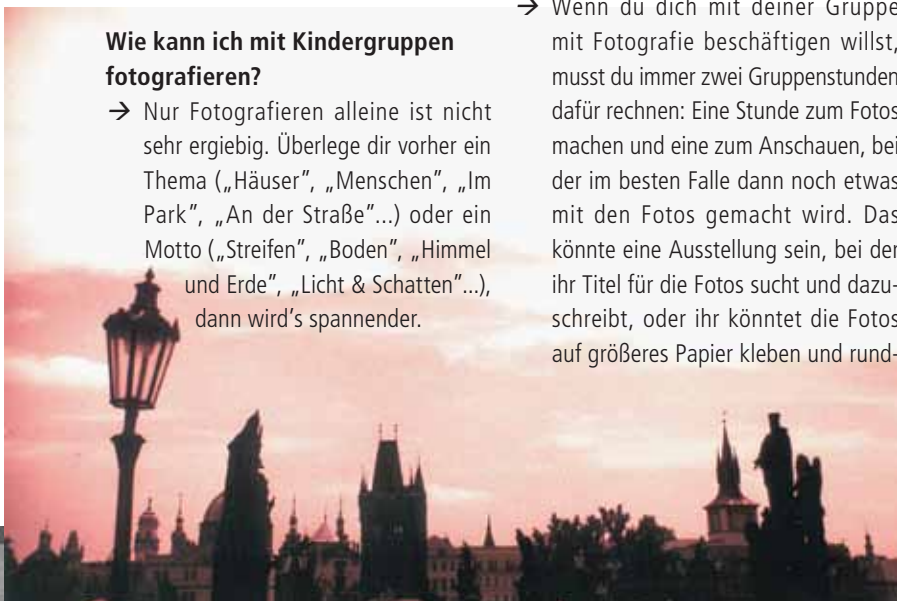 Wie kann ich mit Kindergruppen
fotografieren?
→ Nur Fotografieren alleine ist nicht
sehr ergiebig. Überlege dir vorher ein
Thema („Häuser", „Menschen", „Im
Park", „An der Straße"...) oder ein
Motto („Streifen", „Boden", „Himmel
und Erde", „Licht & Schatten"...),
dann wird's spannender.
→ Wenn du dich mit deiner Gruppe
mit Fotografie beschäftigen willst,
musst du immer zwei Gruppenstunden
dafür rechnen: Eine Stunde zum Fotos
machen und eine zum Anschauen, bei
der im besten Falle dann noch etwas
mit den Fotos gemacht wird. Das
könnte eine Ausstellung sein, bei der
ihr Titel für die Fotos sucht und dazu-
schreibt, oder ihr könntet die Fotos
auf größeres Papier kleben und rund-